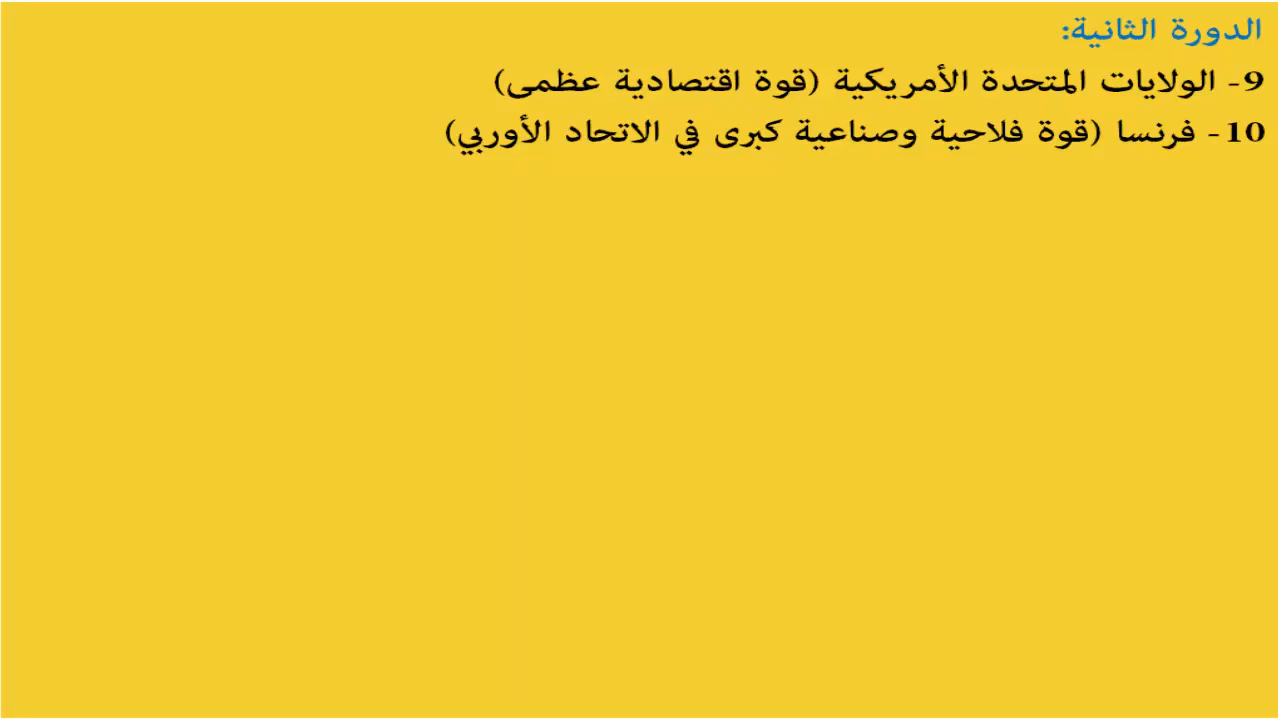 الدورة الثانية:
9- الولايات المتحدة الأمريكية (قوة اقتصادية عظمى)
10- فرنسا (قوة فلاحية وصناعية كبرى في الاتحاد الأوربي)